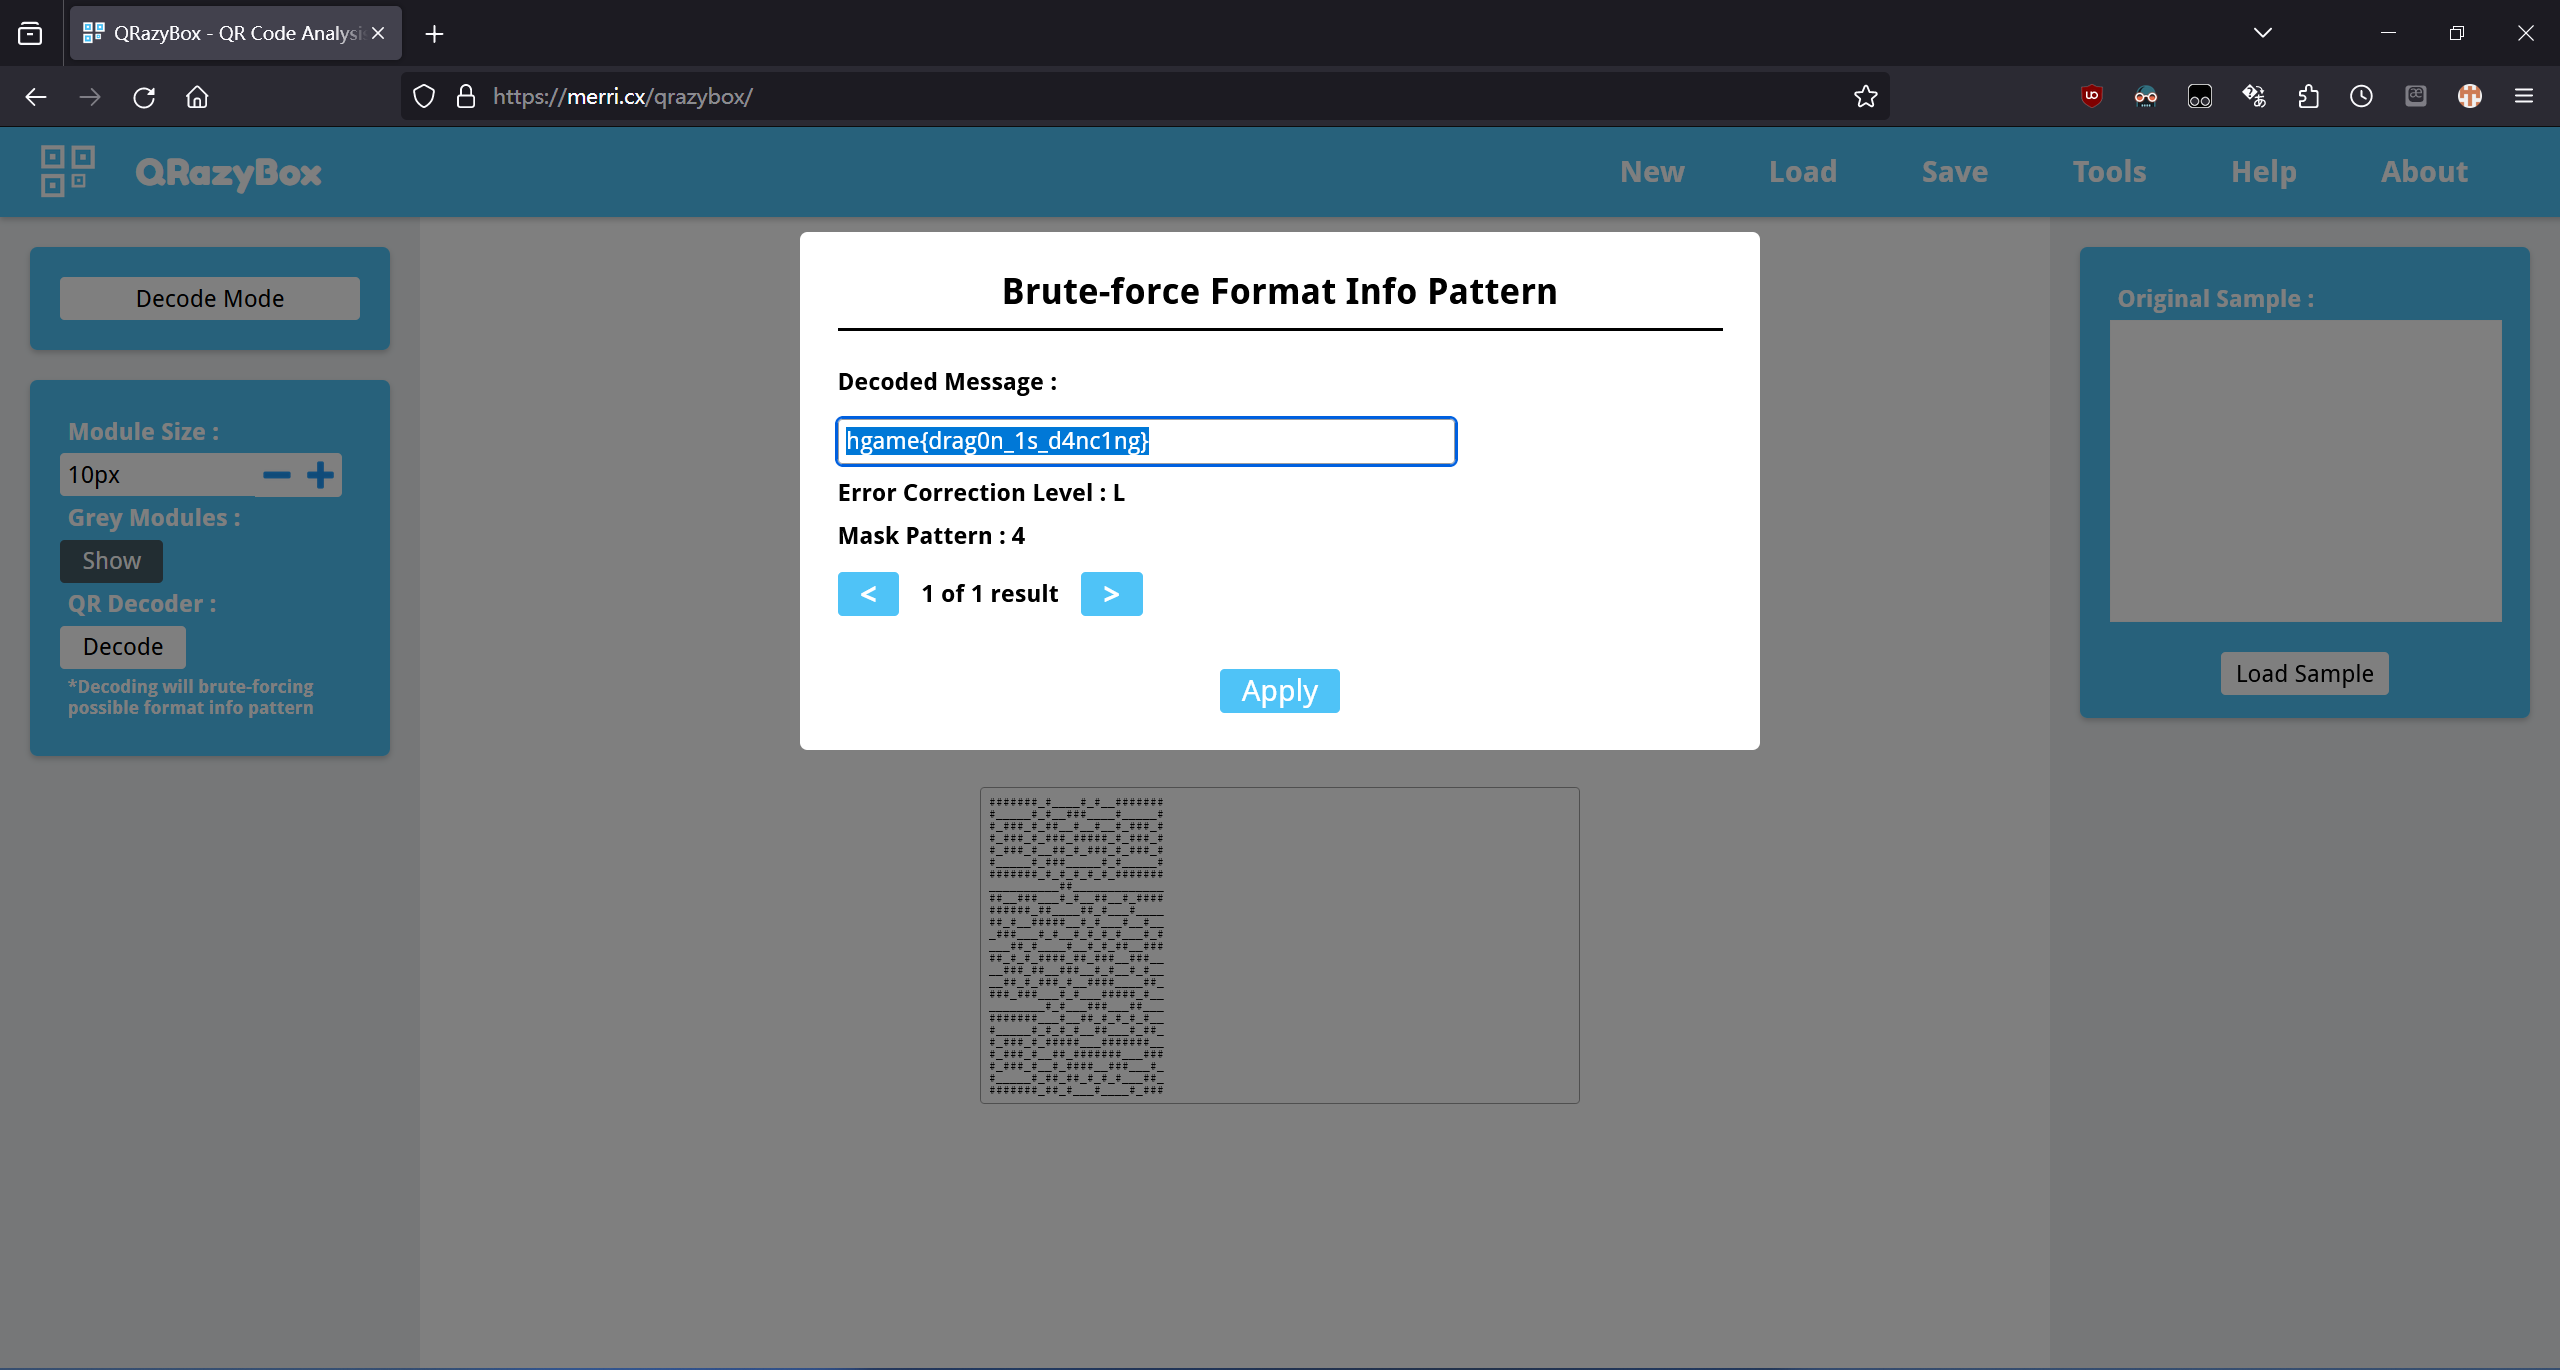 QRazyBox - QR Code Analysi
https://merri.cx/qrazybox/
QRazyBox
New
Load
Save
Tools
Help
About
Decode Mode
Module Size :
10px
Grey Modules :
Show
QR Decoder :
Decode
*Decoding will brute-forcing
possible format info pattern
Brute-force Format Info Pattern
Decoded Message :
hgame{drag0n_1s_d4nc1ng}
Error Correction Level : L
Mask Pattern : 4
<
1 of 1 result
>
Apply
Original Sample :
Load Sample